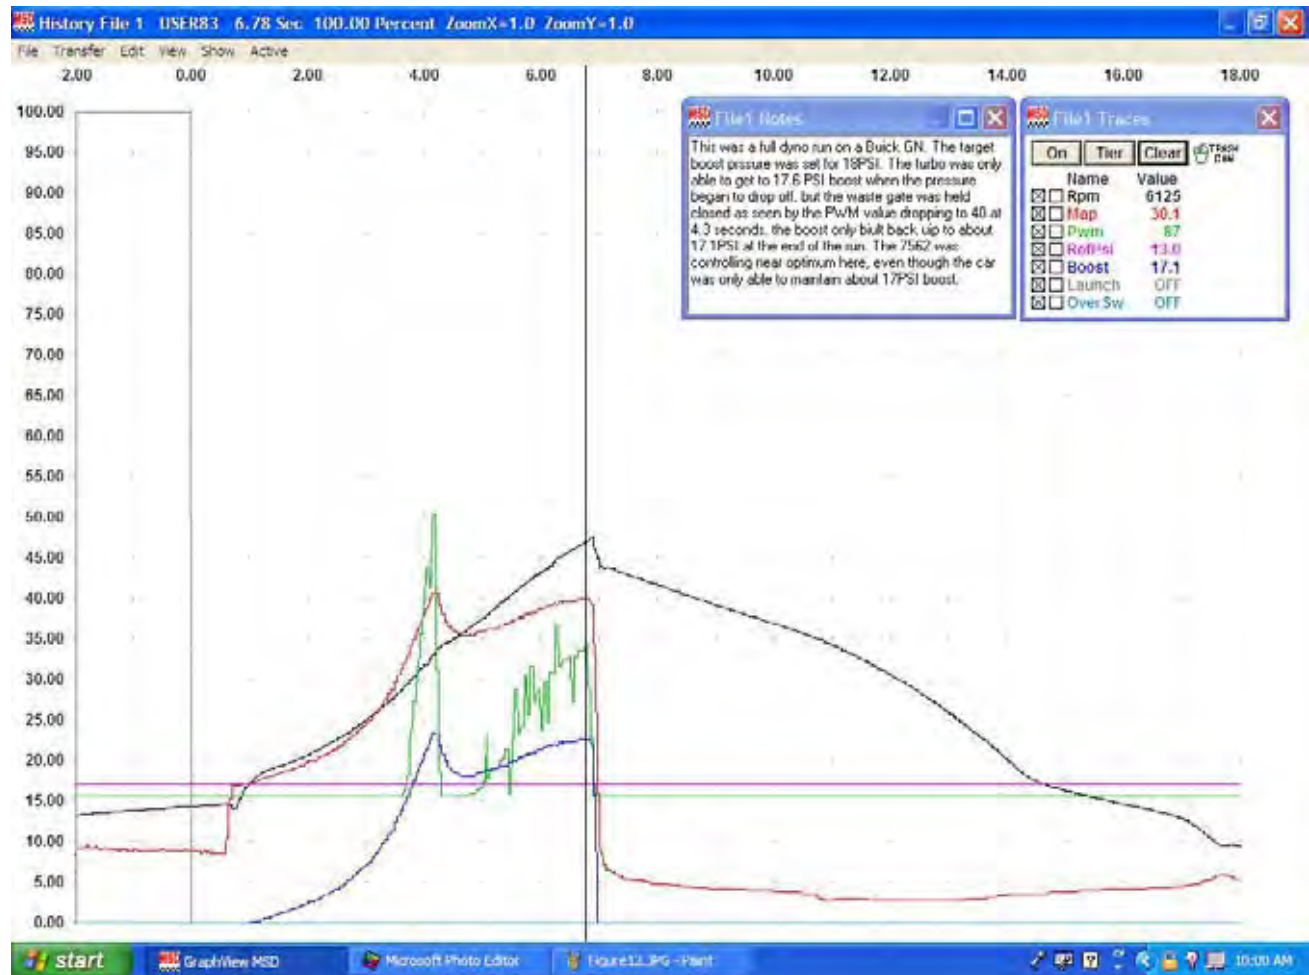 History File 1 USER83 6.78 Sec 100.00 Percent ZoomX=1.0 ZoomY=1.0
File Transfer Edit View Show Active
2.00 0.00 2.00 4.00 6.00 8.00 10.00 12.00 14.00 16.00 18.00
100.00
95.00
90.00
85.00
80.00
75.00
70.00
65.00
60.00
55.00
50.00
45.00
40.00
35.00
30.00
25.00
20.00
15.00
10.00
5.00
0.00
File1 Notes
This was a full dyno run on a Buick GN. The target
boost prssure was set for 18PSI. The turbo was only
able to get to 17.6 PSI boost when the pressure
began to drop off, but the waste gate was held
closed as seen by the PWM value dropping to 40 at
4.3 seconds. the boost only biult back up to about
17.1PSI at the end of the run. The 7562 was
controlling near optimum here, even though the car
was only able to maintain about 17PSI boost.
File1 Traces
On Tier Clear TRASH CAN
Name Value
Rpm 6125
Map 30.1
Pwm 87
RefPsi 13.0
Boost 17.1
Launch OFF
OverSw OFF
start GraphView MSD Microsoft Photo Editor Figure12.JPG - Paint 10:00 AM